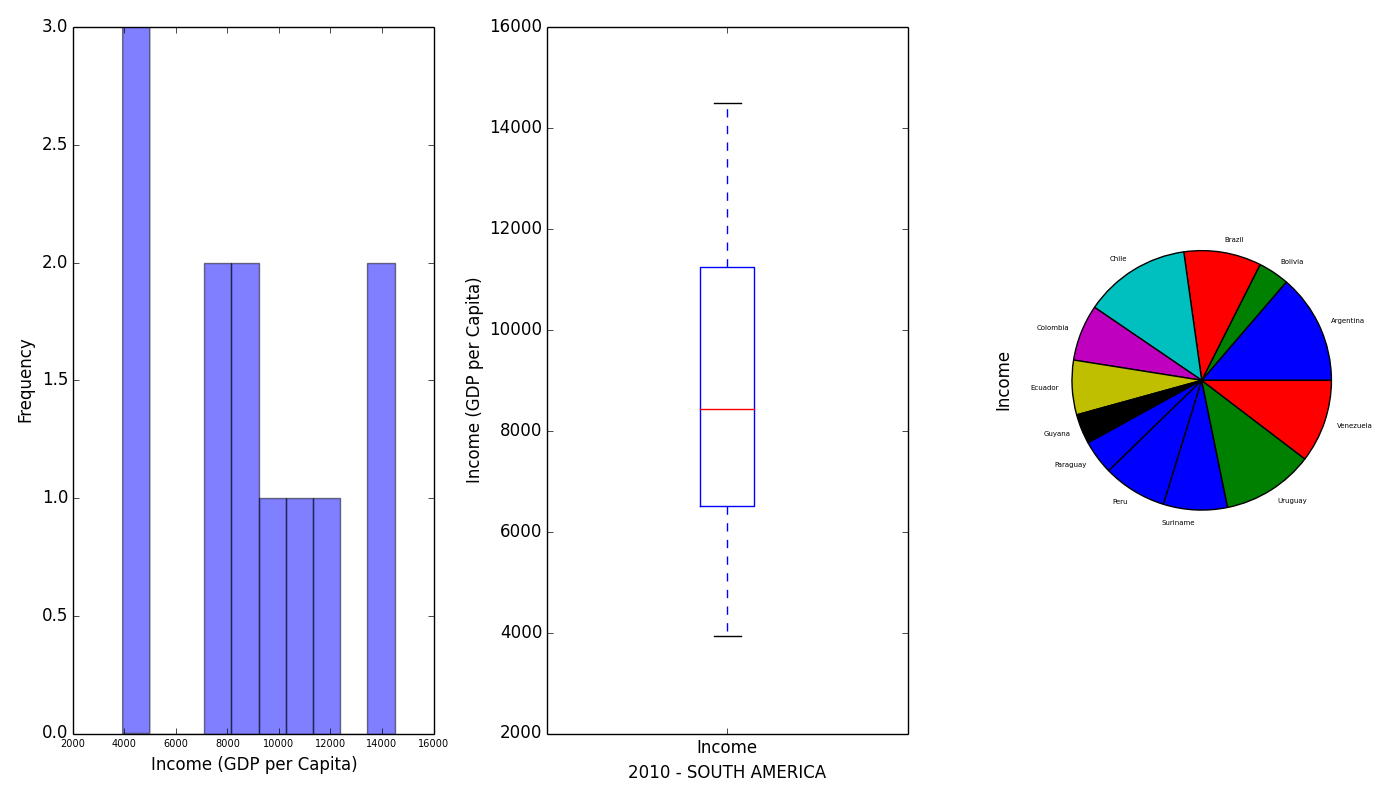 3.0
2.5
2.0
1.5
1.0
0.5
0.0
Frequency
2000 4000 6000 8000 10000 12000 14000 16000
Income (GDP per Capita)
16000
14000
12000
10000
8000
6000
4000
2000
Income (GDP per Capita)
Income
2010 - SOUTH AMERICA
Income
Brazil
Bolivia
Chile
Argentina
Colombia
Ecuador
Venezuela
Guyana
Paraguay
Peru
Uruguay
Suriname